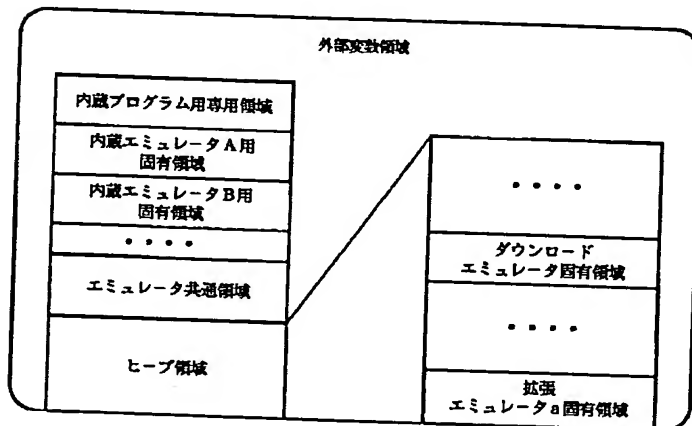 外部変数領域
内蔵プログラム用専用領域
内蔵エミュレータA用
固有領域
内蔵エミュレータB用
固有領域
・・・・
エミュレータ共通領域
ヒープ領域
・・・・
ダウンロード
エミュレータ固有領域
・・・・
拡張
エミュレータa固有領域